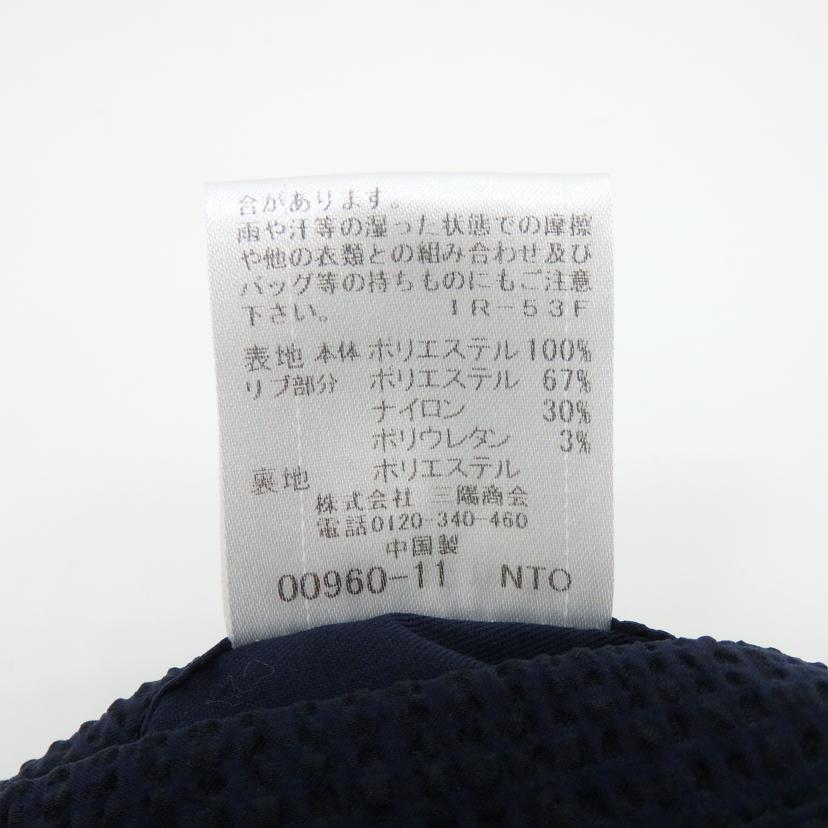 合があります。
雨や汗等の湿った状態での摩擦
や他の衣類との組み合わせ及び
バッグ等の持ちものにもご注意
下さい。 IR-53F
表地 本体 ポリエステル 100%
リブ部分 ポリエステル 67%
ナイロン 30%
ポリウレタン 3%
裏地 ポリエステル
株式会社 三陽商会
電話0120-340-460
中国製
00960-11 NTO